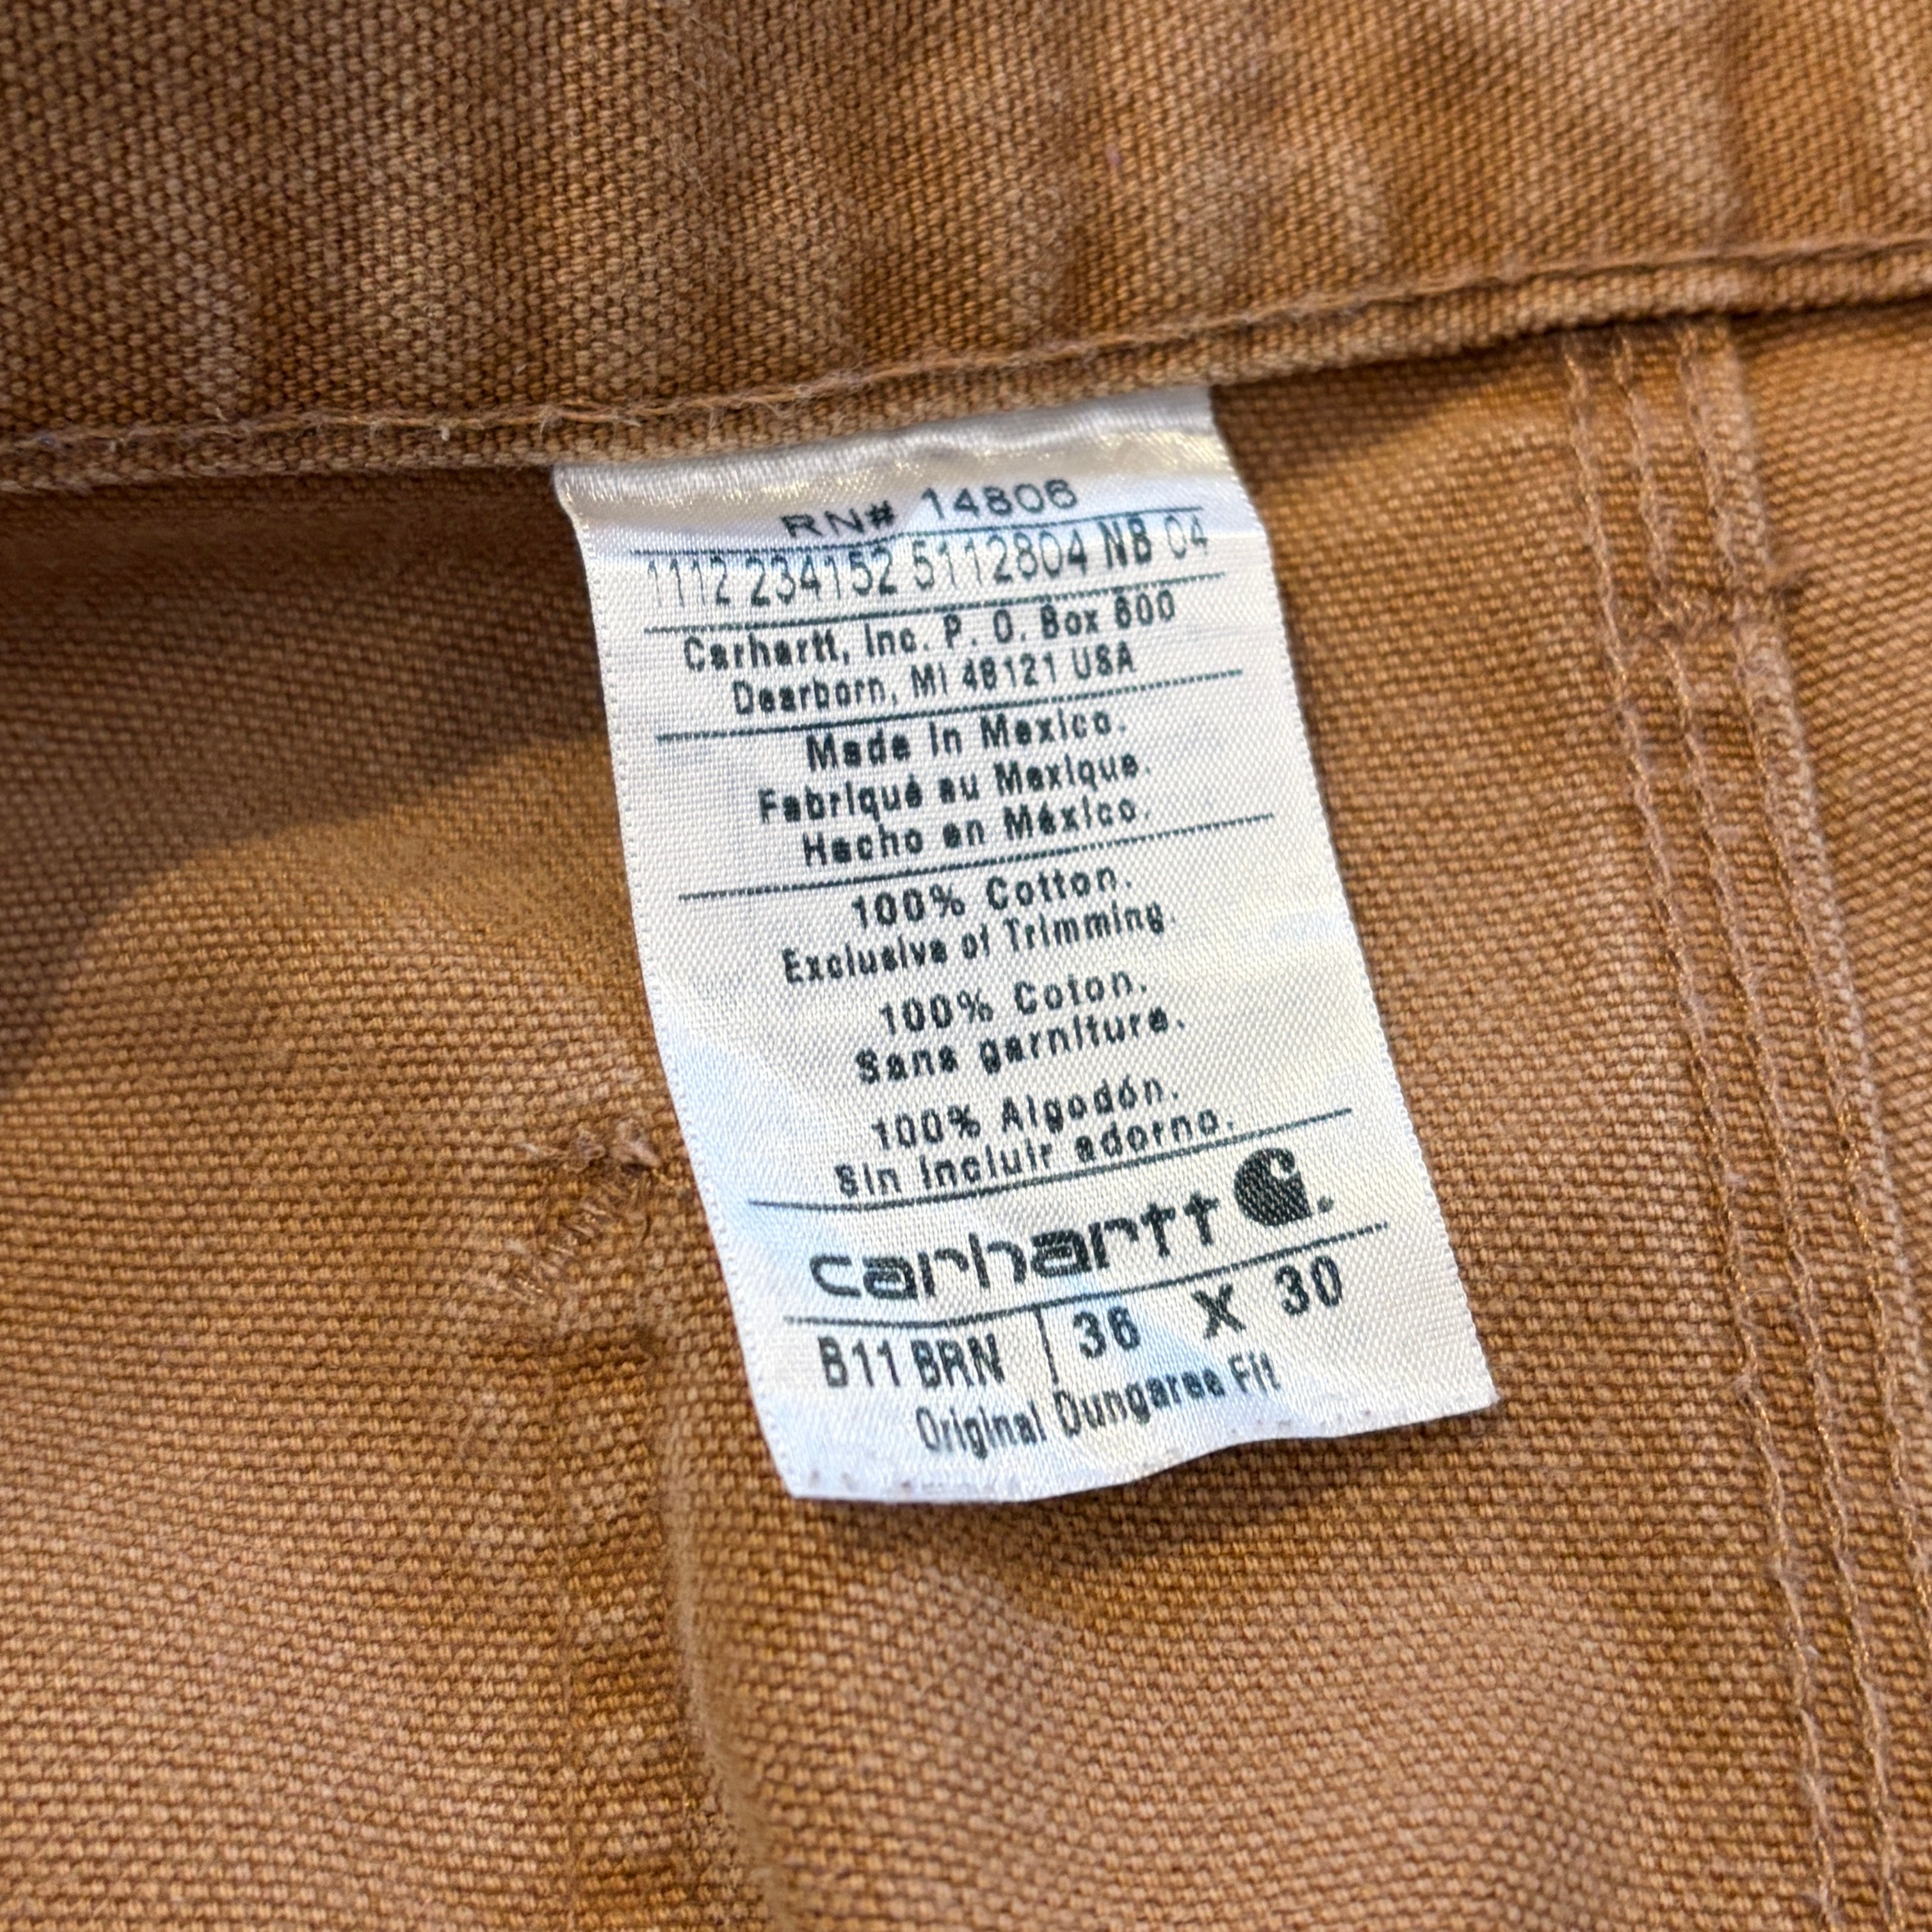 RN# 14806
1112 234152 5112804 NB 04
Carhartt, Inc. P. O. Box 600
Dearborn, MI 48121 USA
Made in Mexico.
Fabriqué au Mexique.
Hecho en México.
100% Cotton.
Exclusive of Trimming.
100% Coton.
Sans garniture.
100% Algodón.
Sin incluir adorno.
carhartt
B11 BRN 36 X 30
Original Dungaree Fit